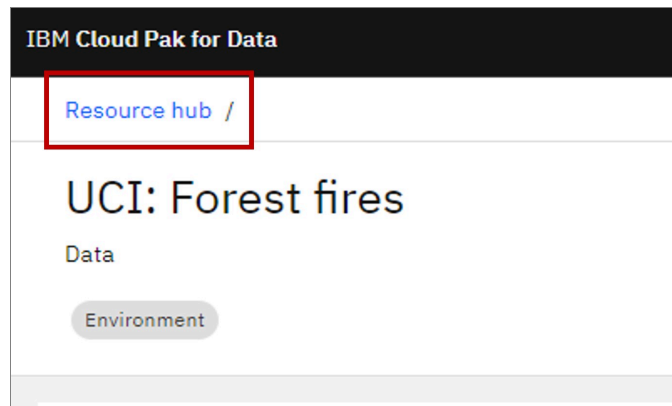 IBM Cloud Pak for Data
Resource hub /
UCI: Forest fires
Data
Environment